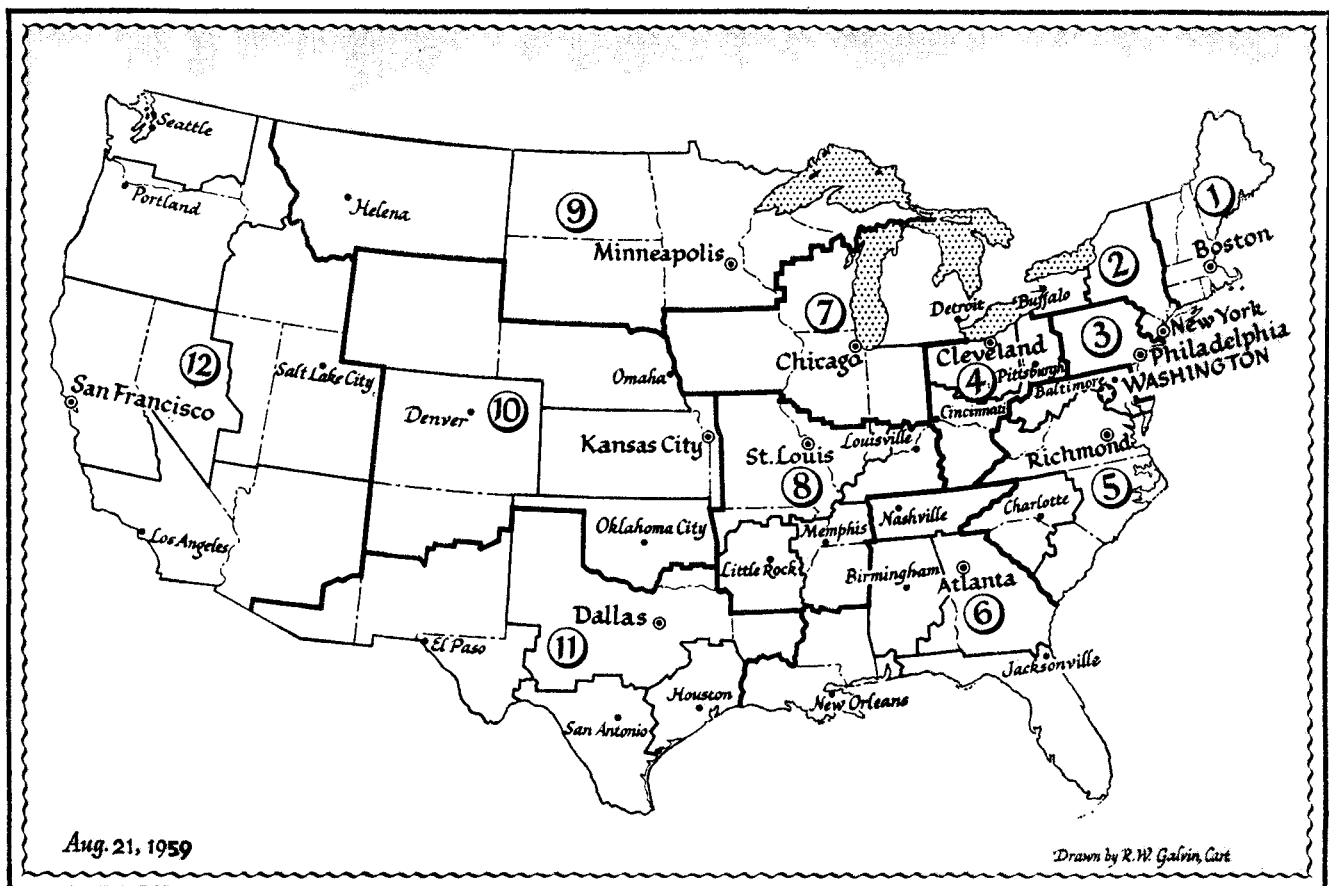 Seattle
Portland
Helena
9
Minneapolis
1
Boston
2
Buffalo
Detroit
7
Chicago
3
New York
Philadelphia
WASHINGTON
Cleveland
Pittsburgh
4
Baltimore
Cincinnati
12
San Francisco
Salt Lake City
Omaha
Denver
10
Kansas City
St. Louis
8
Louisville
Richmond
5
Charlotte
Nashville
Memphis
Los Angeles
Oklahoma City
Little Rock
Birmingham
Atlanta
6
Dallas
11
El Paso
Houston
San Antonio
New Orleans
Jacksonville
Aug. 21, 1959
Drawn by R.W. Galvin, Cart.